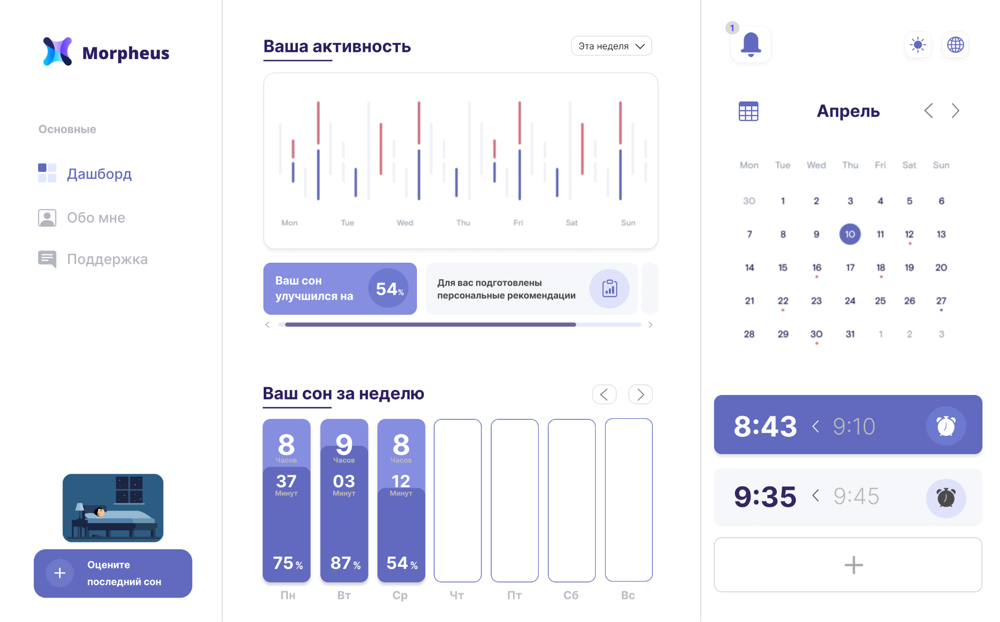 Morpheus
Основные
Дашборд
Обо мне
Поддержка
Оцените
последний сон
Ваша активность
Эта неделя
Mon Tue Wed Thu Fri Sat Sun
Ваш сон
улучшился на
54%
Для вас подготовлены
персональные рекомендации
Ваш сон за неделю
8 9 8
Часов Часов Часов
37 03 12
Минут Минут Минут
75% 87% 54%
Пн Вт Ср Чт Пт Сб Вс
1
Апрель
Mon Tue Wed Thu Fri Sat Sun
30 1 2 3 4 5 6
7 8 9 10 11 12 13
14 15 16 17 18 19 20
21 22 23 24 25 26 27
28 29 30 31 1 2 3
8:43 < 9:10
9:35 < 9:45